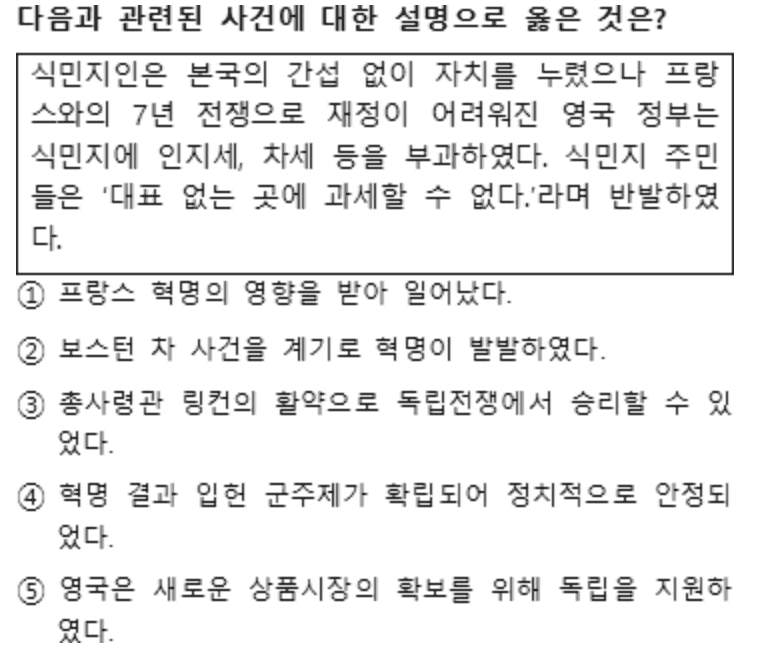 다음과 관련된 사건에 대한 설명으로 옳은 것은?
식민지인은 본국의 간섭 없이 자치를 누렸으나 프랑
스와의 7년 전쟁으로 재정이 어려워진 영국 정부는
식민지에 인지세, 차세 등을 부과하였다. 식민지 주민
들은 ‘대표 없는 곳에 과세할 수 없다.’라며 반발하였
다.
① 프랑스 혁명의 영향을 받아 일어났다.
② 보스턴 차 사건을 계기로 혁명이 발발하였다.
③ 총사령관 링컨의 활약으로 독립전쟁에서 승리할 수 있
었다.
④ 혁명 결과 입헌 군주제가 확립되어 정치적으로 안정되
었다.
⑤ 영국은 새로운 상품시장의 확보를 위해 독립을 지원하
였다.